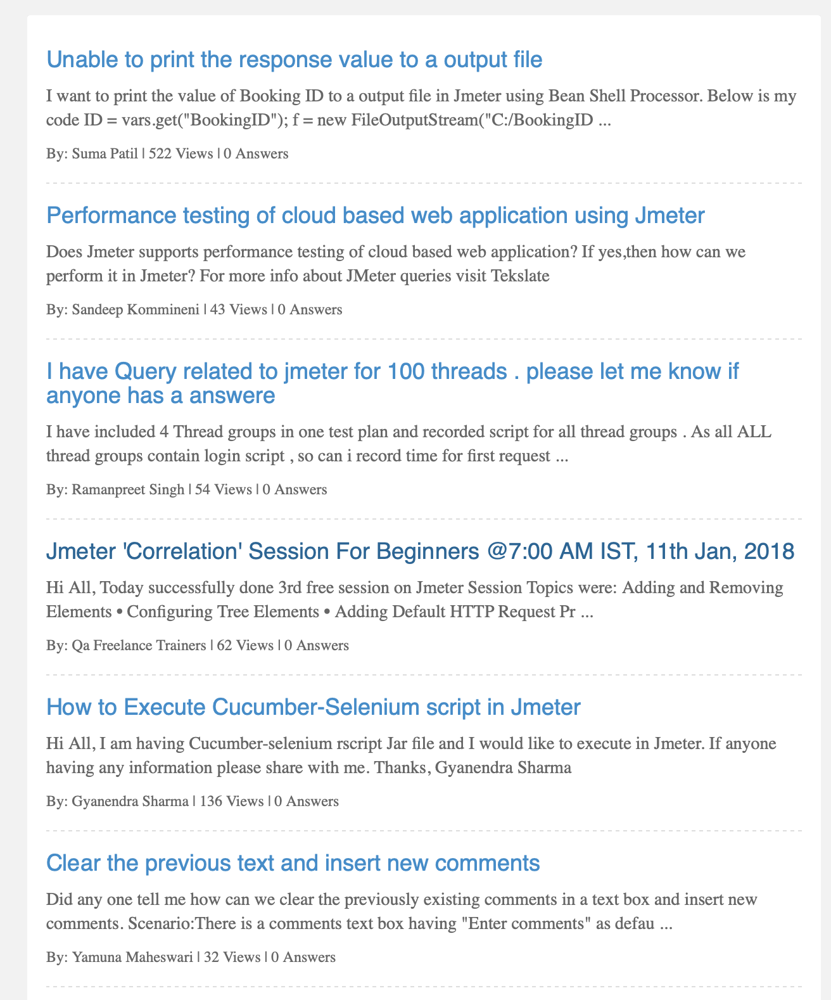 Unable to print the response value to a output file
I want to print the value of Booking ID to a output file in Jmeter using Bean Shell Processor. Below is my
code ID = vars.get("BookingID"); f = new FileOutputStream("C:/BookingID ...
By: Suma Patil | 522 Views | 0 Answers
Performance testing of cloud based web application using Jmeter
Does Jmeter supports performance testing of cloud based web application? If yes,then how can we
perform it in Jmeter? For more info about JMeter queries visit Tekslate
By: Sandeep Kommineni | 43 Views | 0 Answers
I have Query related to jmeter for 100 threads . please let me know if
anyone has a answere
I have included 4 Thread groups in one test plan and recorded script for all thread groups . As all ALL
thread groups contain login script , so can i record time for first request ...
By: Ramanpreet Singh | 54 Views | 0 Answers
Jmeter 'Correlation' Session For Beginners @7:00 AM IST, 11th Jan, 2018
Hi All, Today successfully done 3rd free session on Jmeter Session Topics were: Adding and Removing
Elements • Configuring Tree Elements • Adding Default HTTP Request Pr ...
By: Qa Freelance Trainers | 62 Views | 0 Answers
How to Execute Cucumber-Selenium script in Jmeter
Hi All, I am having Cucumber-selenium rscript Jar file and I would like to execute in Jmeter. If anyone
having any information please share with me. Thanks, Gyanendra Sharma
By: Gyanendra Sharma | 136 Views | 0 Answers
Clear the previous text and insert new comments
Did any one tell me how can we clear the previously existing comments in a text box and insert new
comments. Scenario:There is a comments text box having "Enter comments" as defau ...
By: Yamuna Maheswari | 32 Views | 0 Answers